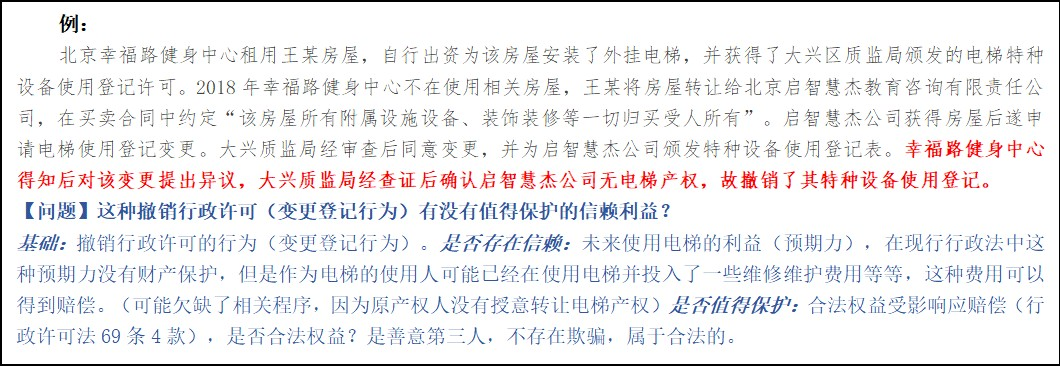 例：
北京幸福路健身中心租用王某房屋，自行出资为该房屋安装了外挂电梯，并获得了大兴区质监局颁发的电梯特种
设备使用登记许可。2018 年幸福路健身中心不在使用相关房屋，王某将房屋转让给北京启智慧杰教育咨询有限责任公
司，在买卖合同中约定“该房屋所有附属设施设备、装饰装修等一切归买受人所有”。启智慧杰公司获得房屋后遂申
请电梯使用登记变更。大兴质监局经审查后同意变更，并为启智慧杰公司颁发特种设备使用登记表。幸福路健身中心
得知后对该变更提出异议，大兴质监局经查证后确认启智慧杰公司无电梯产权，故撤销了其特种设备使用登记。
【问题】这种撤销行政许可（变更登记行为）有没有值得保护的信赖利益？
基础：撤销行政许可的行为（变更登记行为）。是否存在信赖：未来使用电梯的利益（预期力），在现行行政法中这
种预期力没有财产保护，但是作为电梯的使用人可能已经在使用电梯并投入了一些维修维护费用等等，这种费用可以
得到赔偿。（可能欠缺了相关程序，因为原产权人没有授意转让电梯产权）是否值得保护：合法权益受影响应赔偿（行
政许可法 69 条 4 款），是否合法权益？是善意第三人，不存在欺骗，属于合法的。